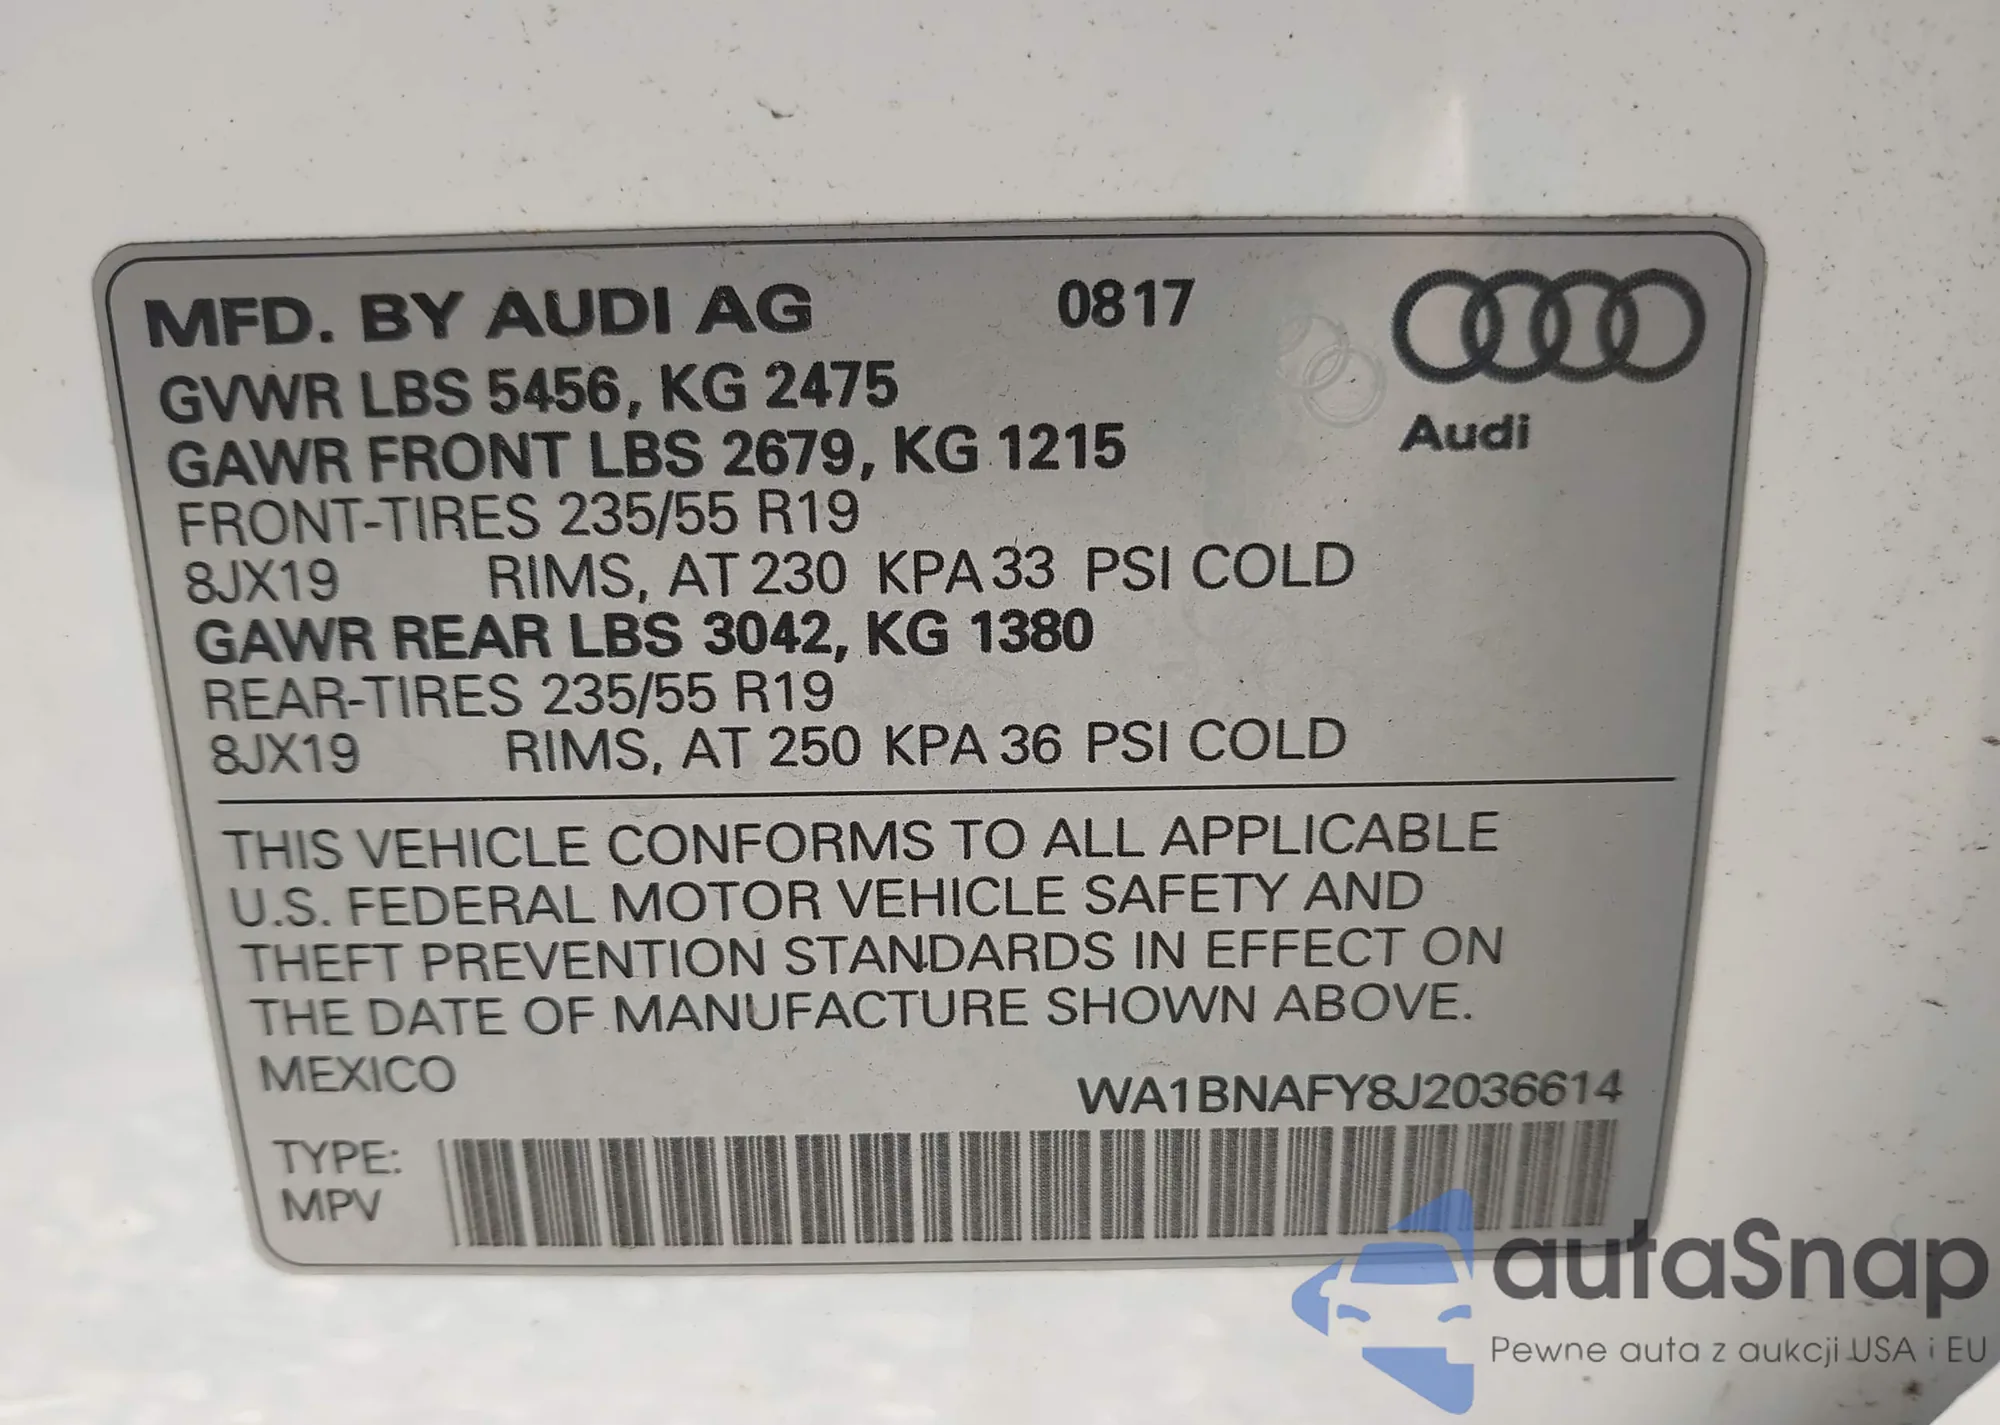 MFD. BY AUDI AG 0817
GVWR LBS 5456, KG 2475
GAWR FRONT LBS 2679, KG 1215
Audi
FRONT-TIRES 235/55 R19
8JX19 RIMS, AT 230 KPA 33 PSI COLD
GAWR REAR LBS 3042, KG 1380
REAR-TIRES 235/55 R19
8JX19 RIMS, AT 250 KPA 36 PSI COLD
THIS VEHICLE CONFORMS TO ALL APPLICABLE
U.S. FEDERAL MOTOR VEHICLE SAFETY AND
THEFT PREVENTION STANDARDS IN EFFECT ON
THE DATE OF MANUFACTURE SHOWN ABOVE.
MEXICO
WA1BNAFY8J2036614
TYPE:
MPV
autaSnap
Pewne auta z aukcji USA i EU